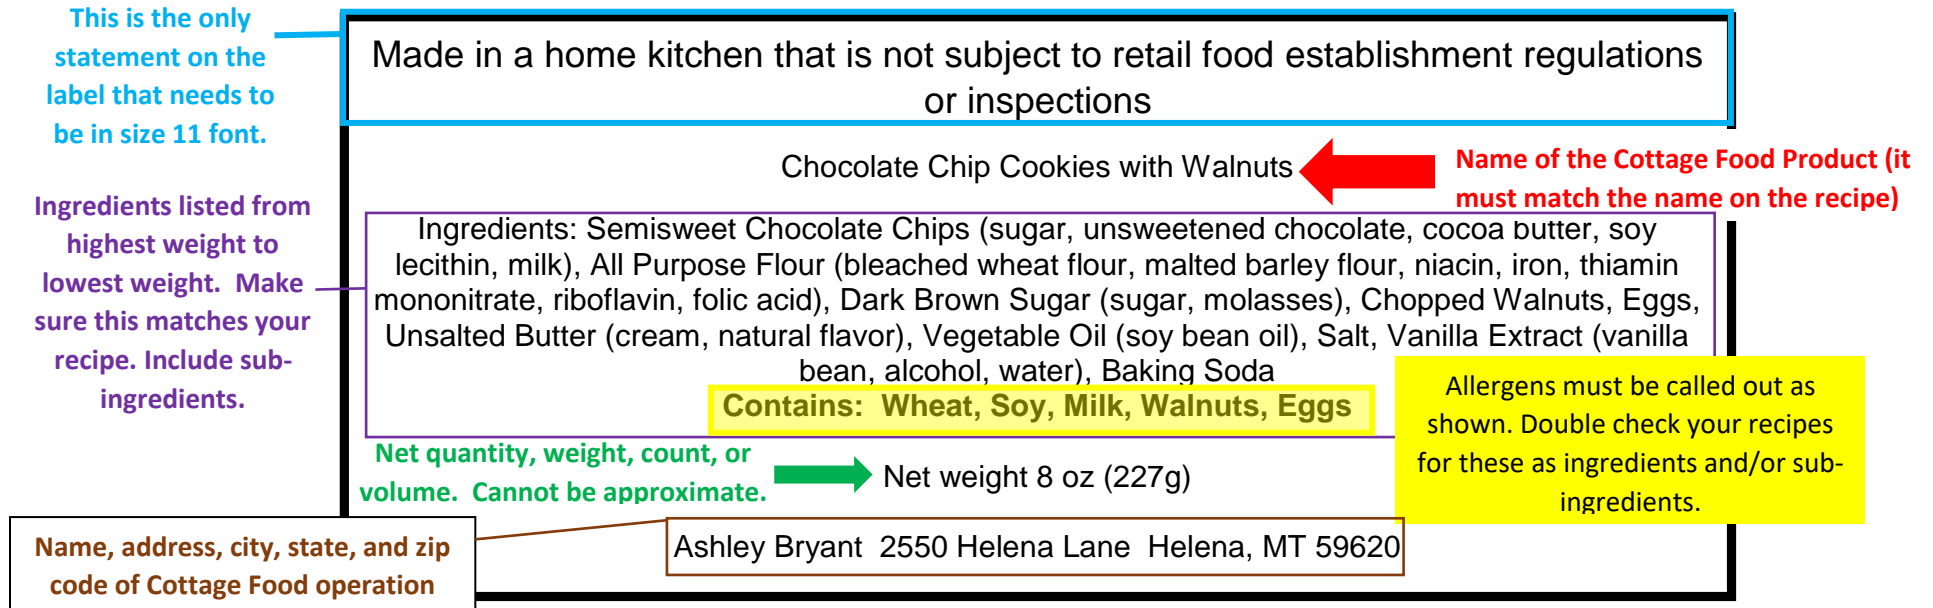 This is the only
statement on the
label that needs to
be in size 11 font.
Made in a home kitchen that is not subject to retail food establishment regulations
or inspections
Chocolate Chip Cookies with Walnuts
Name of the Cottage Food Product (it
must match the name on the recipe)
Ingredients listed from
highest weight to
lowest weight.  Make
sure this matches your
recipe. Include sub-
ingredients.
Ingredients: Semisweet Chocolate Chips (sugar, unsweetened chocolate, cocoa butter, soy
lecithin, milk), All Purpose Flour (bleached wheat flour, malted barley flour, niacin, iron, thiamin
mononitrate, riboflavin, folic acid), Dark Brown Sugar (sugar, molasses), Chopped Walnuts, Eggs,
Unsalted Butter (cream, natural flavor), Vegetable Oil (soy bean oil), Salt, Vanilla Extract (vanilla
bean, alcohol, water), Baking Soda
Contains:  Wheat, Soy, Milk, Walnuts, Eggs
Allergens must be called out as
shown. Double check your recipes
for these as ingredients and/or sub-
ingredients.
Net quantity, weight, count, or
volume.  Cannot be approximate.
Net weight 8 oz (227g)
Name, address, city, state, and zip
code of Cottage Food operation
Ashley Bryant  2550 Helena Lane  Helena, MT 59620